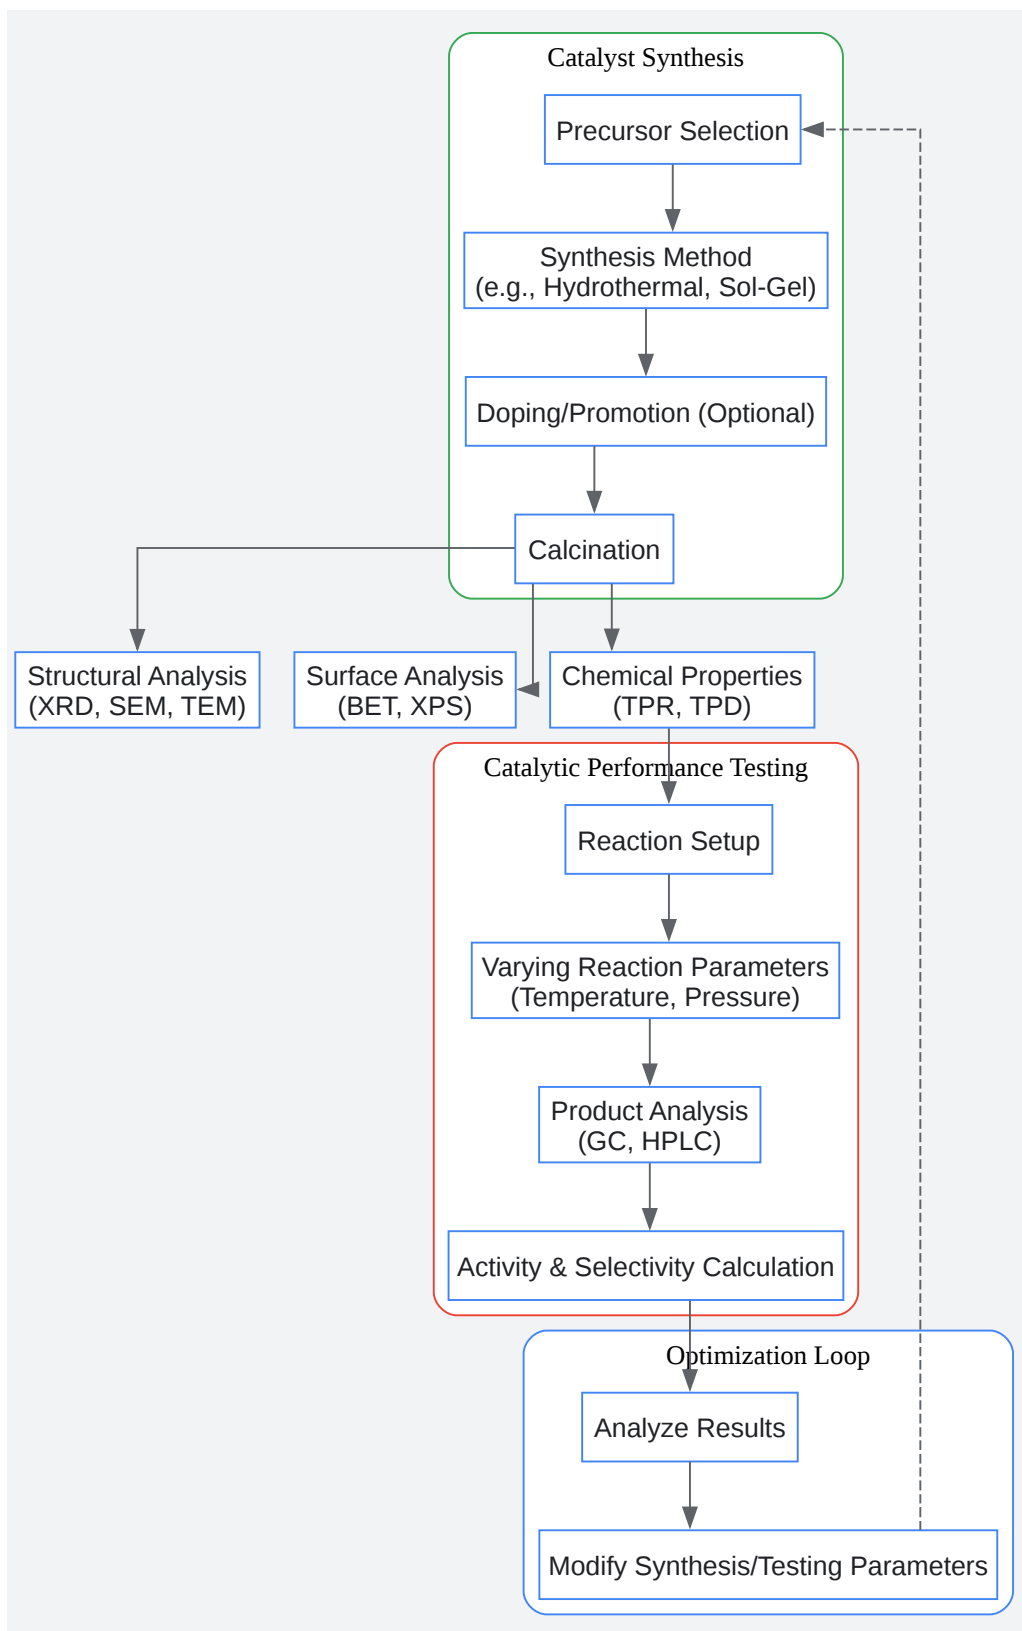 Catalyst Synthesis
Precursor Selection
Synthesis Method
(e.g., Hydrothermal, Sol-Gel)
Doping/Promotion (Optional)
Calcination
Structural Analysis
(XRD, SEM, TEM)
Surface Analysis
(BET, XPS)
Chemical Properties
(TPR, TPD)
Catalytic Performance Testing
Reaction Setup
Varying Reaction Parameters
(Temperature, Pressure)
Product Analysis
(GC, HPLC)
Activity & Selectivity Calculation
Optimization Loop
Analyze Results
Modify Synthesis/Testing Parameters